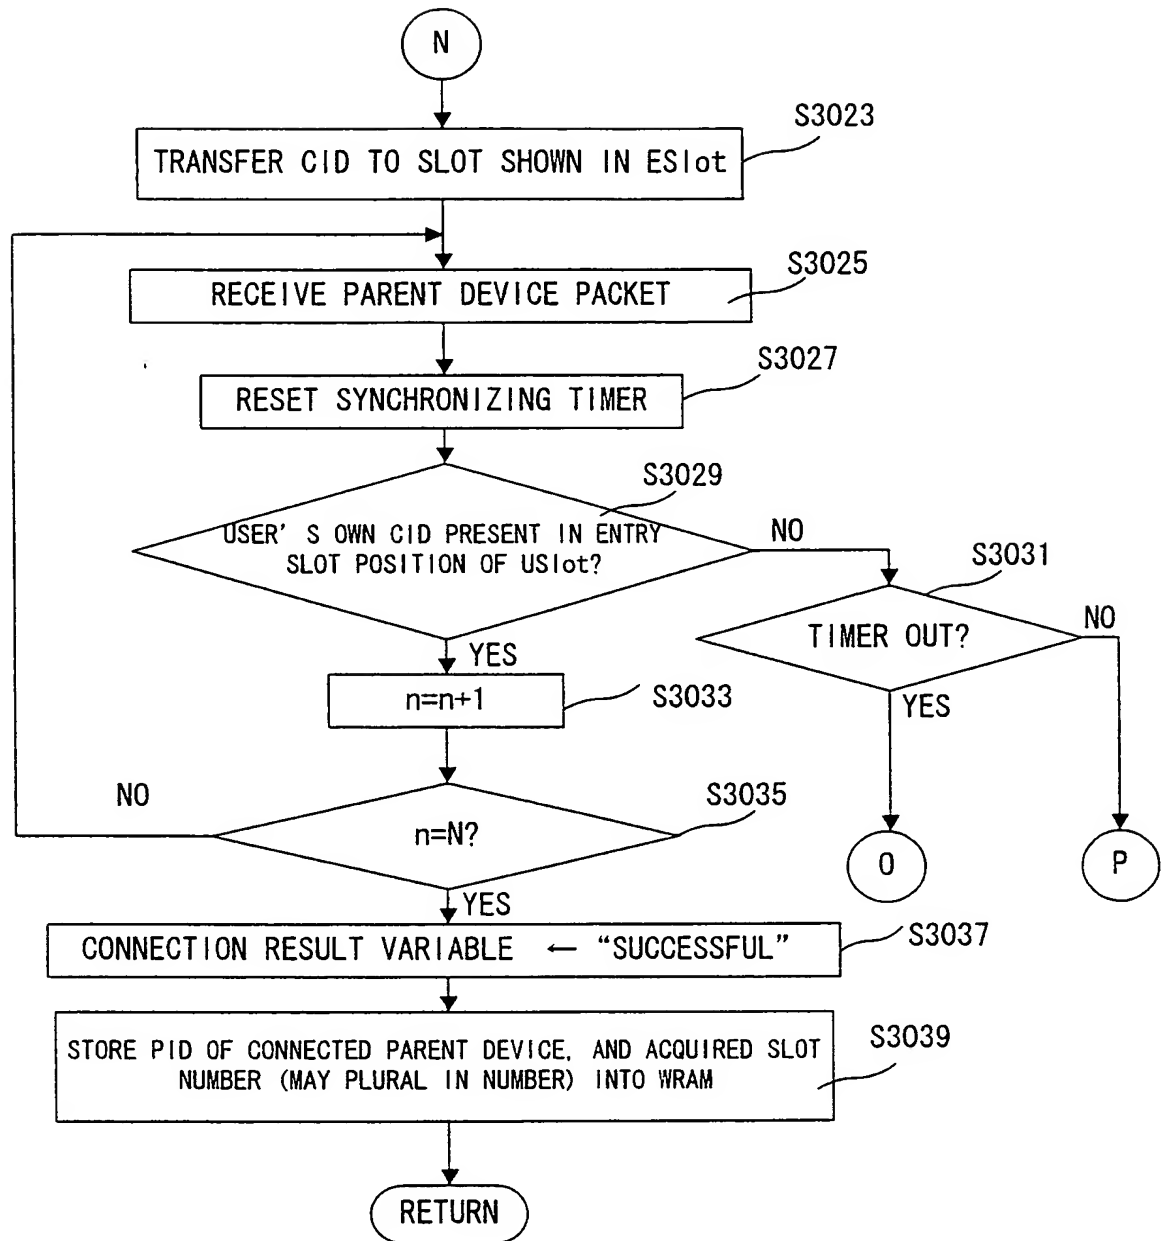 N
S3023
TRANSFER CID TO SLOT SHOWN IN ESlot
S3025
RECEIVE PARENT DEVICE PACKET
S3027
RESET SYNCHRONIZING TIMER
S3029
USER'S OWN CID PRESENT IN ENTRY
SLOT POSITION OF USlot?
NO
S3031
TIMER OUT?
NO
YES
YES
n=n+1
S3033
NO
S3035
n=N?
O
P
YES
CONNECTION RESULT VARIABLE ← “SUCCESSFUL”
S3037
STORE PID OF CONNECTED PARENT DEVICE, AND ACQUIRED SLOT
NUMBER (MAY PLURAL IN NUMBER) INTO WRAM
S3039
RETURN